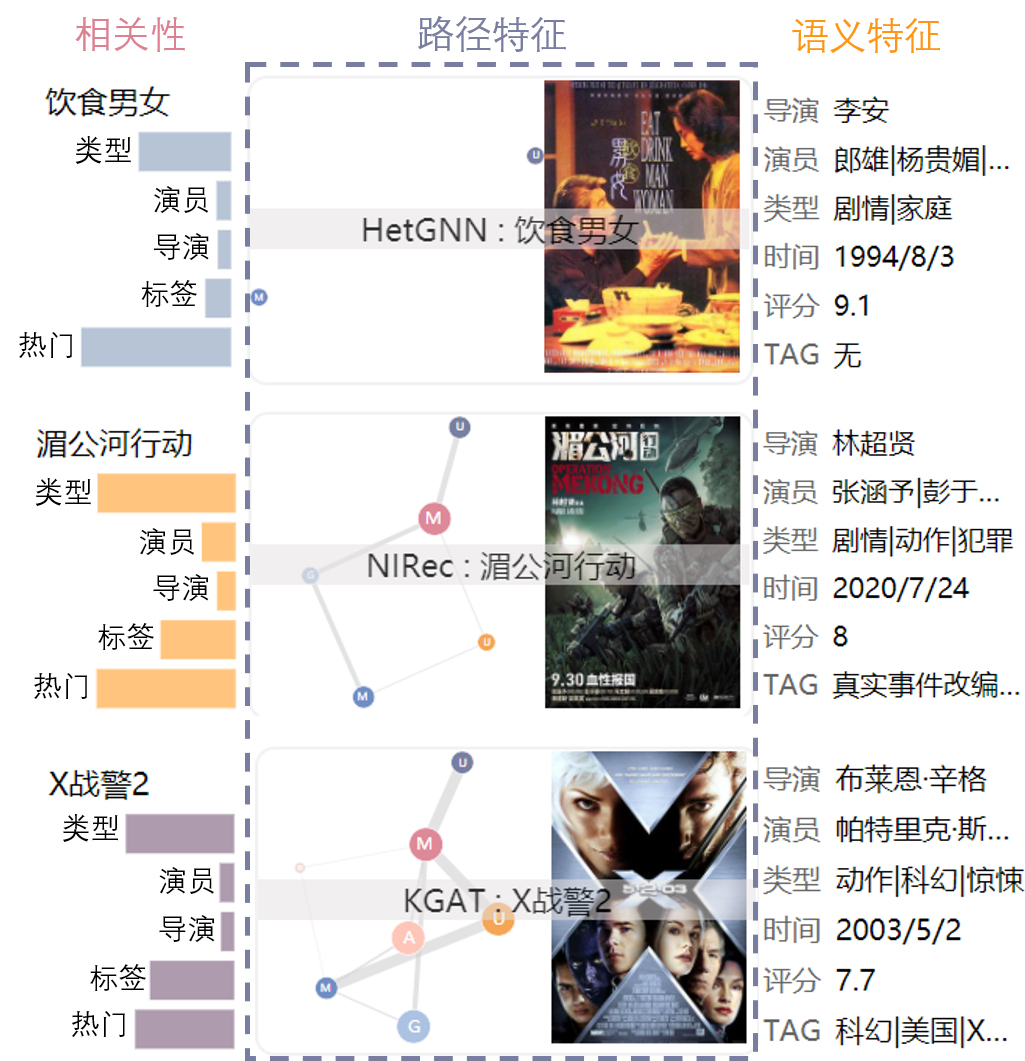 相关性 路径特征 语义特征
饮食男女
类型
演员
导演
标签
热门
U
M
EAT
DRINK
MAN
WOMAN
HetGNN : 饮食男女
导演 李安
演员 郎雄|杨贵媚|...
类型 剧情|家庭
时间 1994/8/3
评分 9.1
TAG 无
湄公河行动
类型
演员
导演
标签
热门
U
M
G
U
M
湄公河行动
OPERATION
MEKONG
9.30 血性报国
NIRec : 湄公河行动
导演 林超贤
演员 张涵予|彭于...
类型 剧情|动作|犯罪
时间 2020/7/24
评分 8
TAG 真实事件改编...
X战警2
类型
演员
导演
标签
热门
U
M
U
A
M
G
5-2-03
KGAT : X战警2
导演 布莱恩·辛格
演员 帕特里克·斯...
类型 动作|科幻|惊悚
时间 2003/5/2
评分 7.7
TAG 科幻|美国|X...